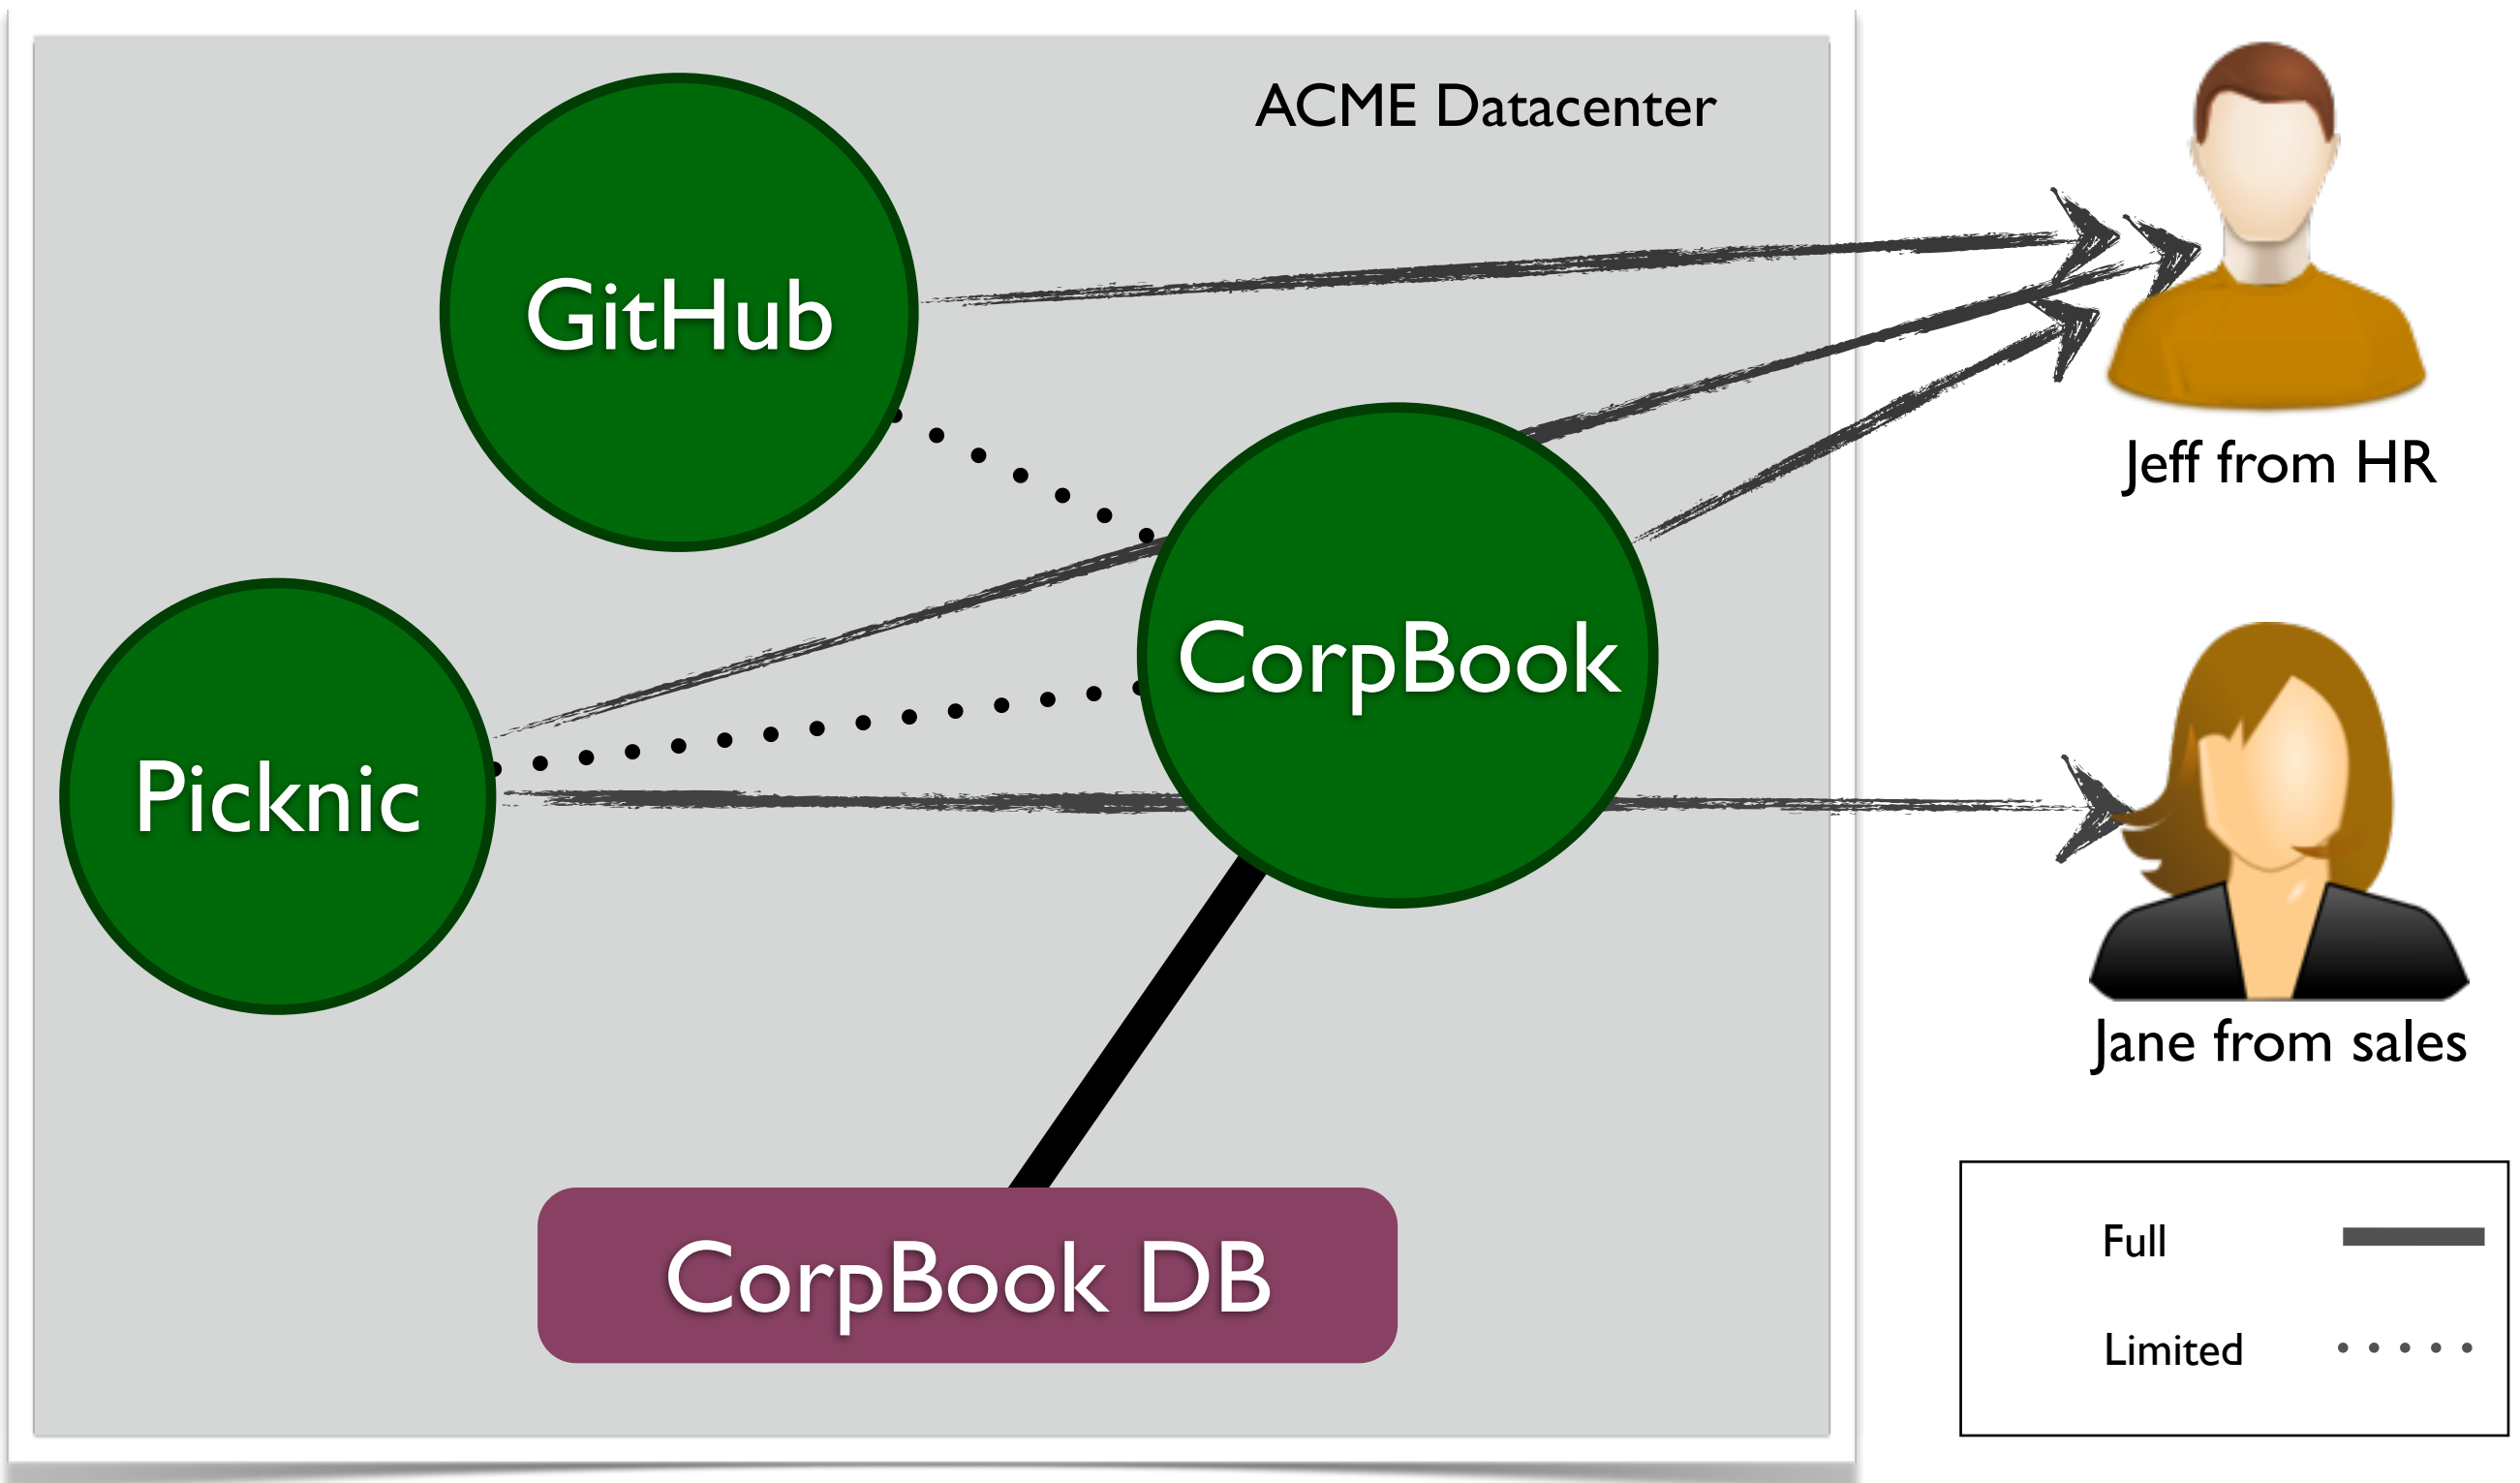 ACME Datacenter
GitHub
Jeff from HR
CorpBook
Picknic
Jane from sales
CorpBook DB
Full
Limited